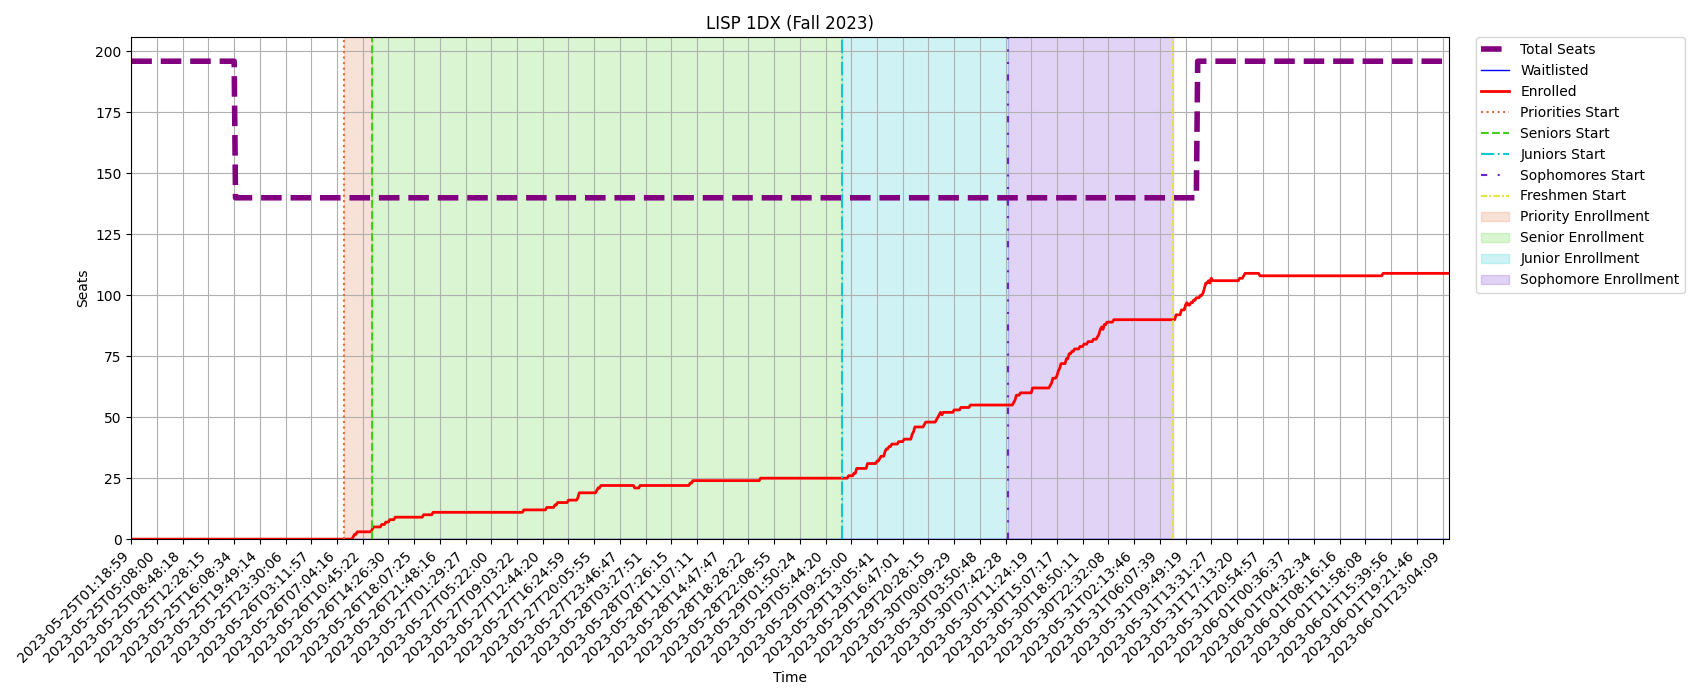 LISP 1DX (Fall 2023)
200
175
150
125
100
75
50
25
0
Seats
2023-05-25T01:18:59
2023-05-25T05:08:00
2023-05-25T08:48:18
2023-05-25T12:28:15
2023-05-25T16:08:34
2023-05-25T19:49:14
2023-05-25T23:30:06
2023-05-26T03:11:57
2023-05-26T07:04:16
2023-05-26T10:45:22
2023-05-26T14:26:30
2023-05-26T18:07:25
2023-05-26T21:48:16
2023-05-27T01:29:27
2023-05-27T05:22:00
2023-05-27T09:03:22
2023-05-27T12:44:20
2023-05-27T16:24:59
2023-05-27T20:05:55
2023-05-27T23:46:47
2023-05-28T03:27:51
2023-05-28T07:26:15
2023-05-28T11:07:11
2023-05-28T14:47:47
2023-05-28T18:28:22
2023-05-28T22:08:55
2023-05-29T01:50:24
2023-05-29T05:44:20
2023-05-29T09:25:00
2023-05-29T13:05:41
2023-05-29T16:47:01
2023-05-29T20:28:15
2023-05-30T00:09:29
2023-05-30T03:50:48
2023-05-30T07:42:28
2023-05-30T11:24:19
2023-05-30T15:07:17
2023-05-30T18:50:11
2023-05-30T22:32:08
2023-05-31T02:13:46
2023-05-31T06:07:39
2023-05-31T09:49:19
2023-05-31T13:31:27
2023-05-31T17:13:20
2023-05-31T20:54:57
2023-06-01T00:36:37
2023-06-01T04:32:34
2023-06-01T08:16:16
2023-06-01T11:58:08
2023-06-01T15:39:56
2023-06-01T19:21:46
2023-06-01T23:04:09
Time
Total Seats
Waitlisted
Enrolled
Priorities Start
Seniors Start
Juniors Start
Sophomores Start
Freshmen Start
Priority Enrollment
Senior Enrollment
Junior Enrollment
Sophomore Enrollment